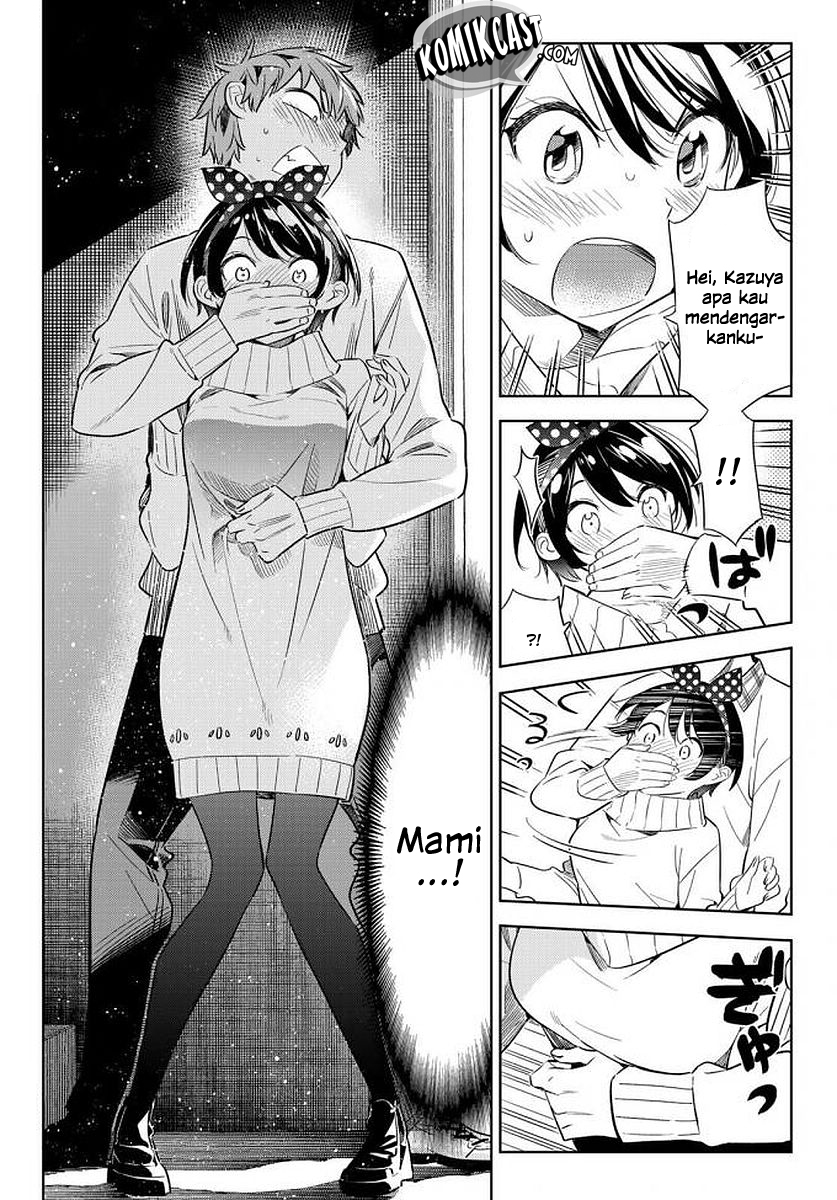 KOMIKCAST
.COM
Hei, Kazuya
apa kau
mendengar-
kanku-
!!
ばっ
?!
ぎゅっ
Mami
...!